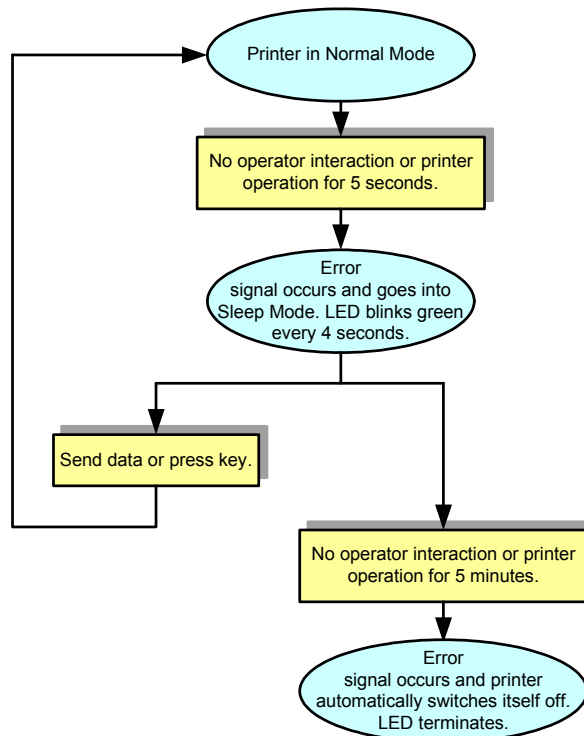 Printer in Normal Mode
No operator interaction or printer
operation for 5 seconds.
Error
signal occurs and goes into
Sleep Mode. LED blinks green
every 4 seconds.
Send data or press key.
No operator interaction or printer
operation for 5 minutes.
Error
signal occurs and printer
automatically switches itself off.
LED terminates.